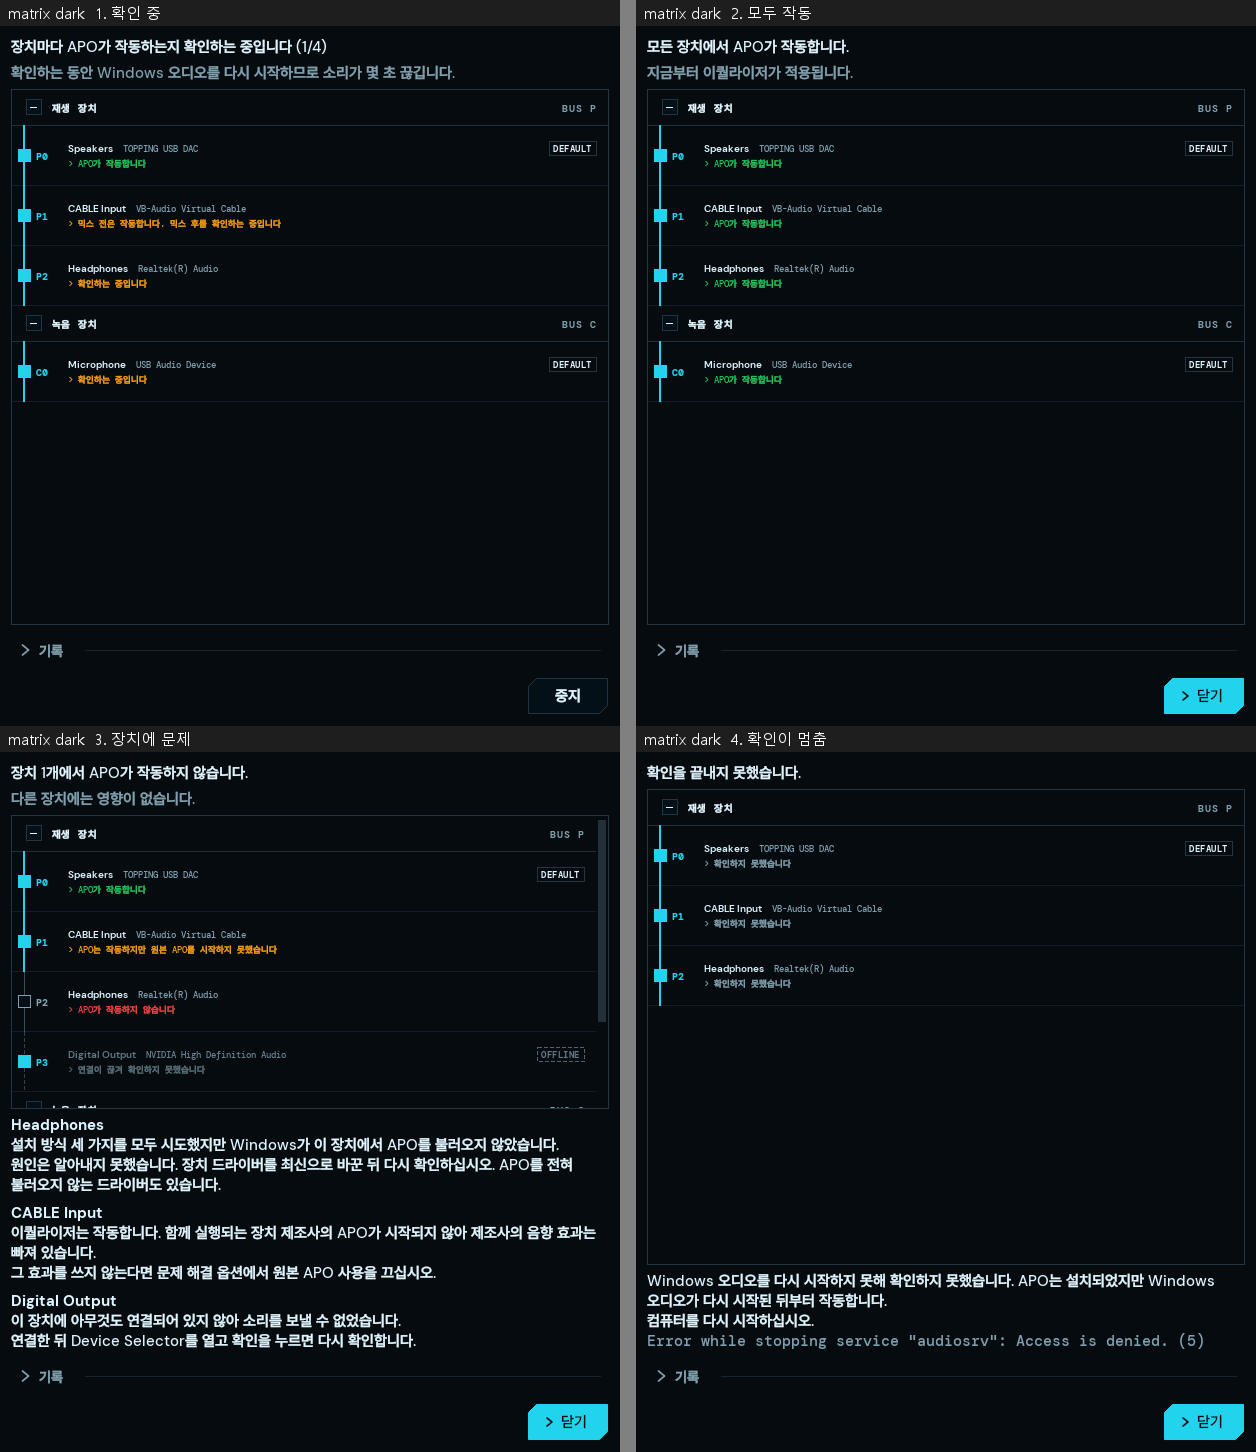 matrix dark 1. 확인 중
장치마다 APO가 작동하는지 확인하는 중입니다 (1/4)
확인하는 동안 Windows 오디오를 다시 시작하므로 소리가 몇 초 끊깁니다.
재생 장치 BUS P
P0 Speakers TOPPING USB DAC DEFAULT
> APO가 작동합니다
P1 CABLE Input VB-Audio Virtual Cable
> 믹스 전은 작동합니다. 믹스 후를 확인하는 중입니다
P2 Headphones Realtek(R) Audio
> 확인하는 중입니다
녹음 장치 BUS C
C0 Microphone USB Audio Device DEFAULT
> 확인하는 중입니다
기록
중지
matrix dark 2. 모두 작동
모든 장치에서 APO가 작동합니다.
지금부터 이퀄라이저가 적용됩니다.
재생 장치 BUS P
P0 Speakers TOPPING USB DAC DEFAULT
> APO가 작동합니다
P1 CABLE Input VB-Audio Virtual Cable
> APO가 작동합니다
P2 Headphones Realtek(R) Audio
> APO가 작동합니다
녹음 장치 BUS C
C0 Microphone USB Audio Device DEFAULT
> APO가 작동합니다
기록
> 닫기
matrix dark 3. 장치에 문제
장치 1개에서 APO가 작동하지 않습니다.
다른 장치에는 영향이 없습니다.
재생 장치 BUS P
P0 Speakers TOPPING USB DAC DEFAULT
> APO가 작동합니다
P1 CABLE Input VB-Audio Virtual Cable
> APO는 작동하지만 원본 APO를 시작하지 못했습니다
P2 Headphones Realtek(R) Audio
> APO가 작동하지 않습니다
P3 Digital Output NVIDIA High Definition Audio OFFLINE
> 연결이 끊겨 확인하지 못했습니다
Headphones
설치 방식 세 가지를 모두 시도했지만 Windows가 이 장치에서 APO를 불러오지 않았습니다.
원인은 알아내지 못했습니다. 장치 드라이버를 최신으로 바꾼 뒤 다시 확인하십시오. APO를 전혀
불러오지 않는 드라이버도 있습니다.
CABLE Input
이퀄라이저는 작동합니다. 함께 실행되는 장치 제조사의 APO가 시작되지 않아 제조사의 음향 효과는
빠져 있습니다.
그 효과를 쓰지 않는다면 문제 해결 옵션에서 원본 APO 사용을 끄십시오.
Digital Output
이 장치에 아무것도 연결되어 있지 않아 소리를 보낼 수 없었습니다.
연결한 뒤 Device Selector를 열고 확인을 누르면 다시 확인합니다.
기록
> 닫기
matrix dark 4. 확인이 멈춤
확인을 끝내지 못했습니다.
재생 장치 BUS P
P0 Speakers TOPPING USB DAC DEFAULT
> 확인하지 못했습니다
P1 CABLE Input VB-Audio Virtual Cable
> 확인하지 못했습니다
P2 Headphones Realtek(R) Audio
> 확인하지 못했습니다
Windows 오디오를 다시 시작하지 못해 확인하지 못했습니다. APO는 설치되었지만 Windows
오디오가 다시 시작된 뒤부터 작동합니다.
컴퓨터를 다시 시작하십시오.
Error while stopping service "audiosrv": Access is denied. (5)
기록
> 닫기